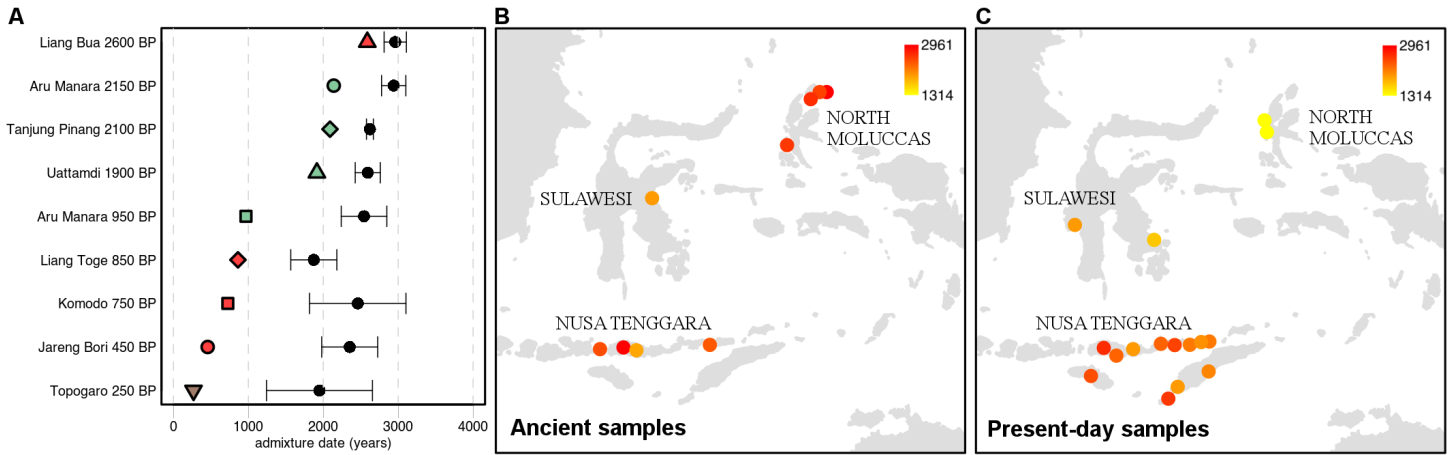 A
Liang Bua 2600 BP
Aru Manara 2150 BP
Tanjung Pinang 2100 BP
Uattamdi 1900 BP
Aru Manara 950 BP
Liang Toge 850 BP
Komodo 750 BP
Jareng Bori 450 BP
Topogaro 250 BP
0 1000 2000 3000 4000
admixture date (years)
B
2961
1314
NORTH
MOLUCCAS
SULAWESI
NUSA TENGGARA
Ancient samples
C
2961
1314
NORTH
MOLUCCAS
SULAWESI
NUSA TENGGARA
Present-day samples